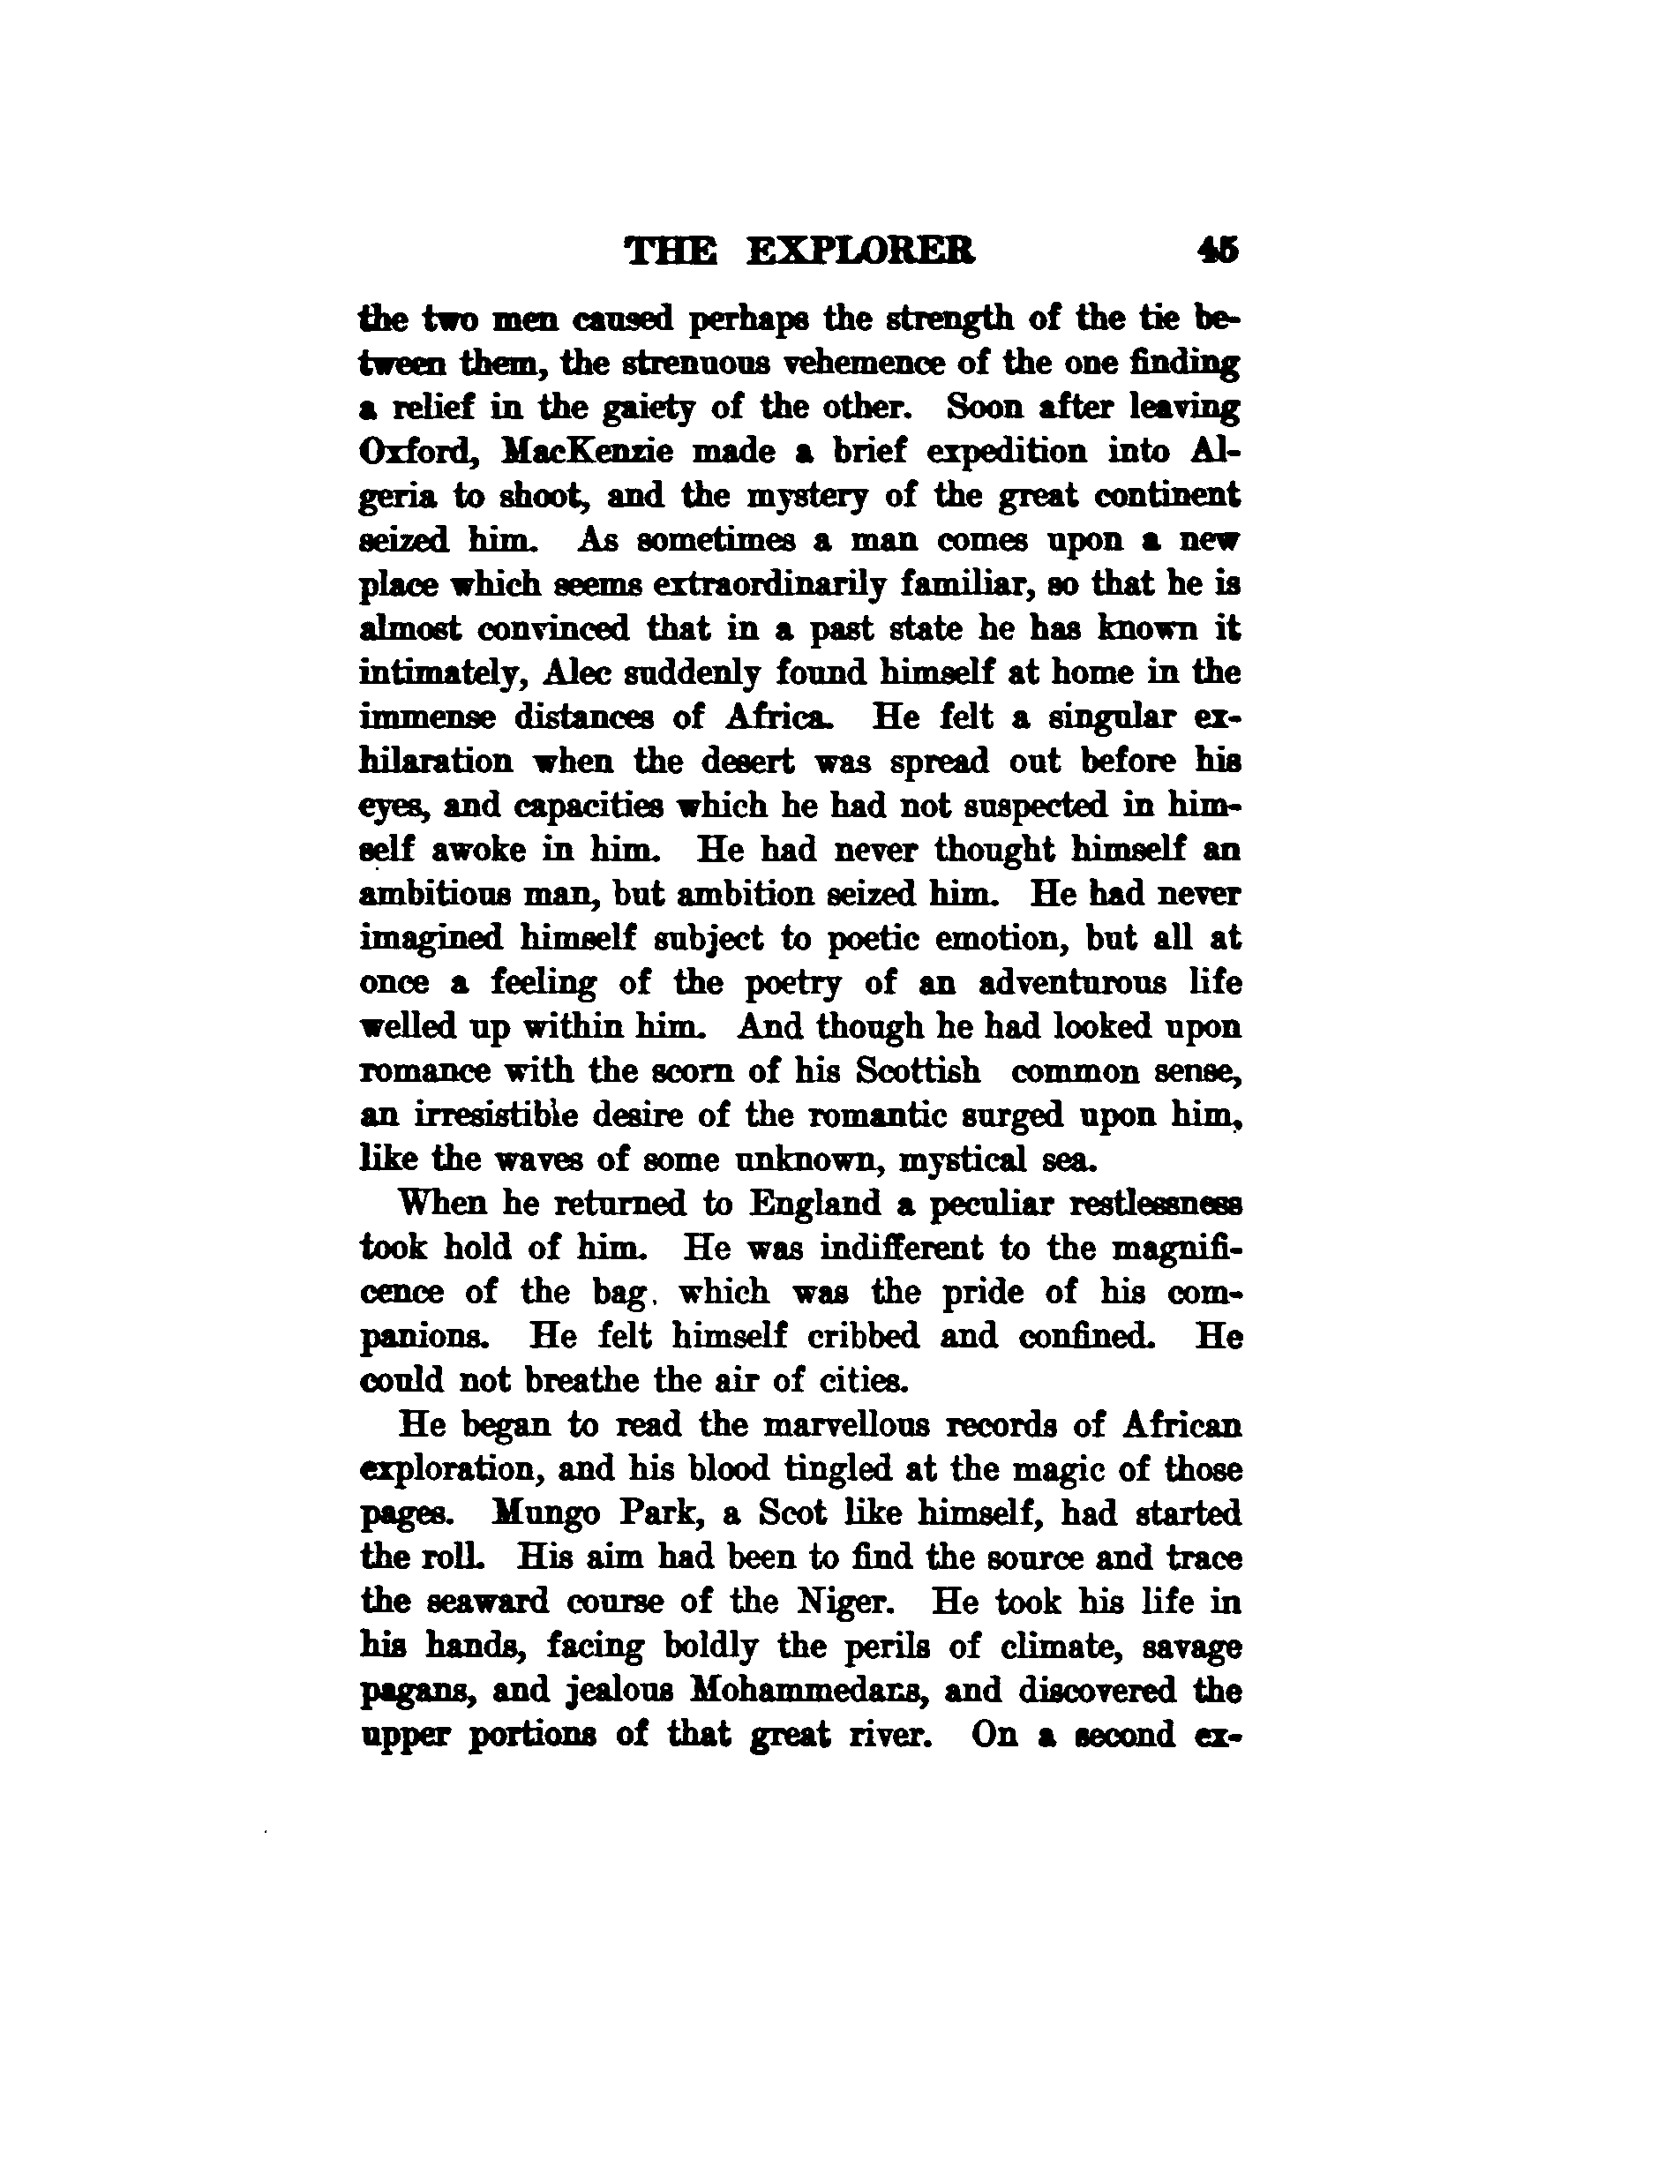 THE EXPLORER 45
the two men caused perhaps the strength of the tie be-
tween them, the strenuous vehemence of the one finding
a relief in the gaiety of the other. Soon after leaving
Oxford, MacKenzie made a brief expedition into Al-
geria to shoot, and the mystery of the great continent
seized him. As sometimes a man comes upon a new
place which seems extraordinarily familiar, so that he is
almost convinced that in a past state he has known it
intimately, Alec suddenly found himself at home in the
immense distances of Africa. He felt a singular ex-
hilaration when the desert was spread out before his
eyes, and capacities which he had not suspected in him-
self awoke in him. He had never thought himself an
ambitious man, but ambition seized him. He had never
imagined himself subject to poetic emotion, but all at
once a feeling of the poetry of an adventurous life
welled up within him. And though he had looked upon
romance with the scorn of his Scottish common sense,
an irresistible desire of the romantic surged upon him,
like the waves of some unknown, mystical sea.
When he returned to England a peculiar restlessness
took hold of him. He was indifferent to the magnifi-
cence of the bag, which was the pride of his com-
panions. He felt himself cribbed and confined. He
could not breathe the air of cities.
He began to read the marvellous records of African
exploration, and his blood tingled at the magic of those
pages. Mungo Park, a Scot like himself, had started
the roll. His aim had been to find the source and trace
the seaward course of the Niger. He took his life in
his hands, facing boldly the perils of climate, savage
pagans, and jealous Mohammedans, and discovered the
upper portions of that great river. On a second ex-